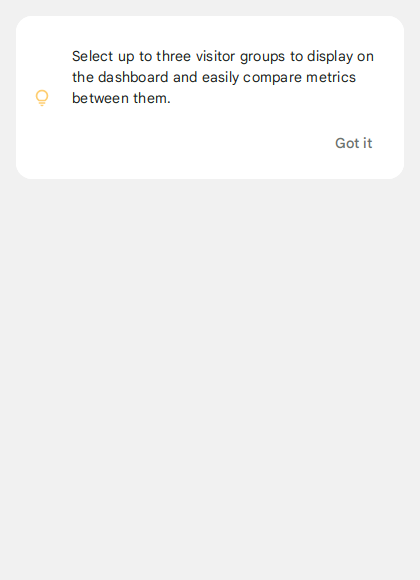 Select up to three visitor groups to display on
the dashboard and easily compare metrics
between them.
Got it